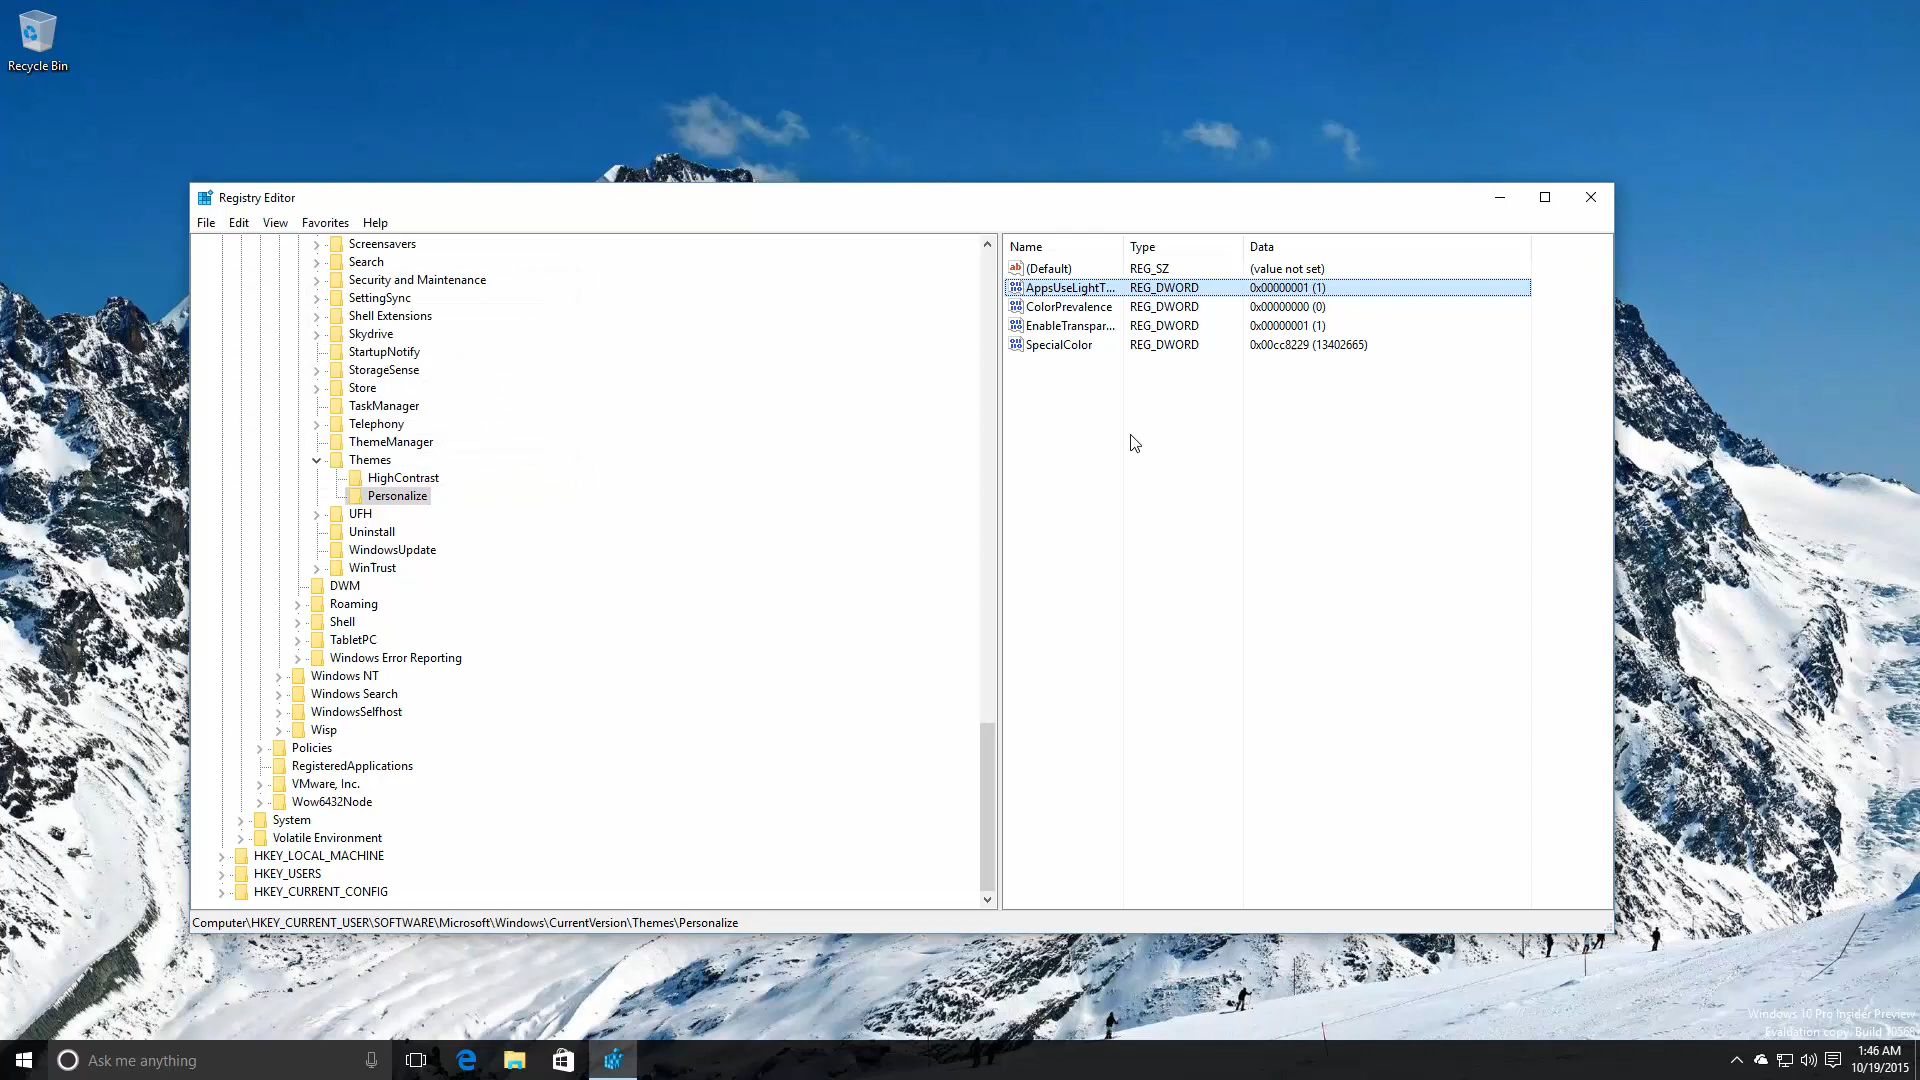 Recycle Bin
Registry Editor
File Edit View Favorites Help
Screensavers
Search
Security and Maintenance
SettingSync
Shell Extensions
Skydrive
StartupNotify
StorageSense
Store
TaskManager
Telephony
ThemeManager
Themes
HighContrast
Personalize
UFH
Uninstall
WindowsUpdate
WinTrust
DWM
Roaming
Shell
TabletPC
Windows Error Reporting
Windows NT
Windows Search
WindowsSelfhost
Wisp
Policies
RegisteredApplications
VMware, Inc.
Wow6432Node
System
Volatile Environment
HKEY_LOCAL_MACHINE
HKEY_USERS
HKEY_CURRENT_CONFIG
Name Type Data
ab (Default) REG_SZ (value not set)
AppsUseLightT... REG_DWORD 0x00000001 (1)
ColorPrevalence REG_DWORD 0x00000000 (0)
EnableTranspar... REG_DWORD 0x00000001 (1)
SpecialColor REG_DWORD 0x00cc8229 (13402665)
Computer\HKEY_CURRENT_USER\SOFTWARE\Microsoft\Windows\CurrentVersion\Themes\Personalize
Windows 10 Pro Insider Preview
Evaluation copy. Build 10568
Ask me anything
1:46 AM
10/19/2015